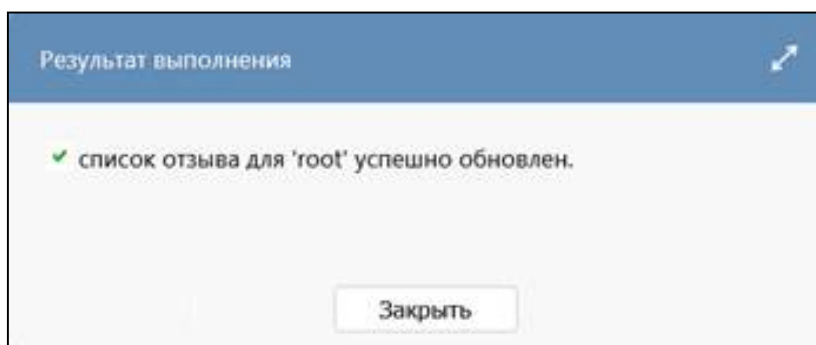 Результат выполнения
список отзыва для 'root' успешно обновлен.
Закрыть